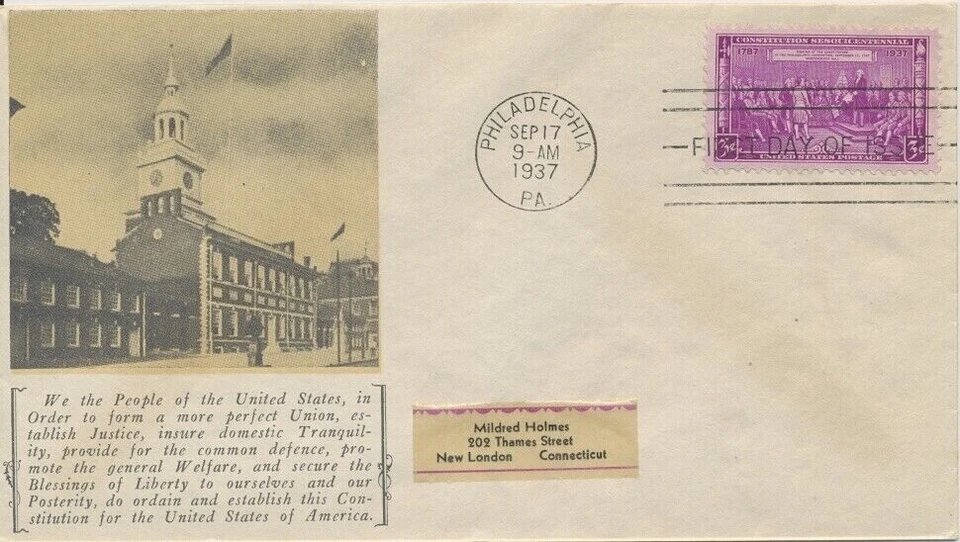 CONSTITUTION SESQUICENTENNIAL
1787 1937
3¢ 3¢
UNITED STATES POSTAGE
PHILADELPHIA
SEP 17
9-AM
1937
PA.
FIRST DAY OF ISSUE
We the People of the United States, in
Order to form a more perfect Union, es-
tablish Justice, insure domestic Tranquil-
ity, provide for the common defence, pro-
mote the general Welfare, and secure the
Blessings of Liberty to ourselves and our
Posterity, do ordain and establish this Con-
stitution for the United States of America.
Mildred Holmes
202 Thames Street
New London Connecticut